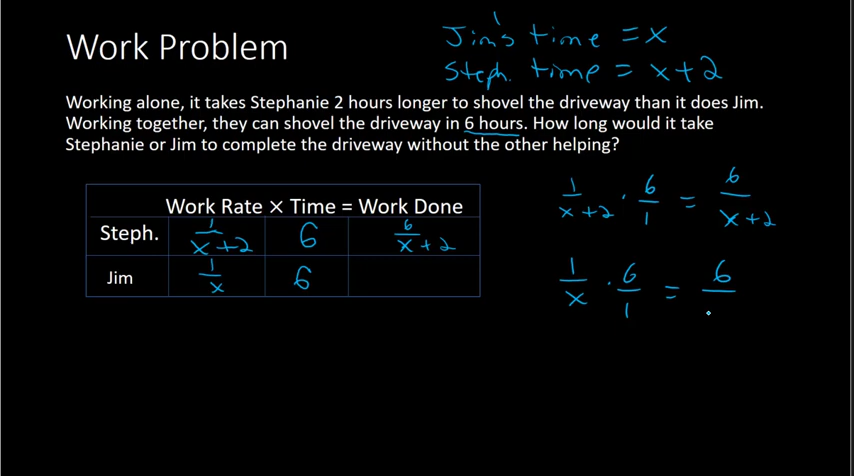 Work Problem
Jim's time = x
Steph. time = x + 2
Working alone, it takes Stephanie 2 hours longer to shovel the driveway than it does Jim.
Working together, they can shovel the driveway in 6 hours. How long would it take
Stephanie or Jim to complete the driveway without the other helping?
Work Rate × Time = Work Done
Steph. 1/(x+2) 6 6/(x+2)
Jim 1/x 6
1/(x+2) · 6/1 = 6/(x+2)
1/x · 6/1 = 6/